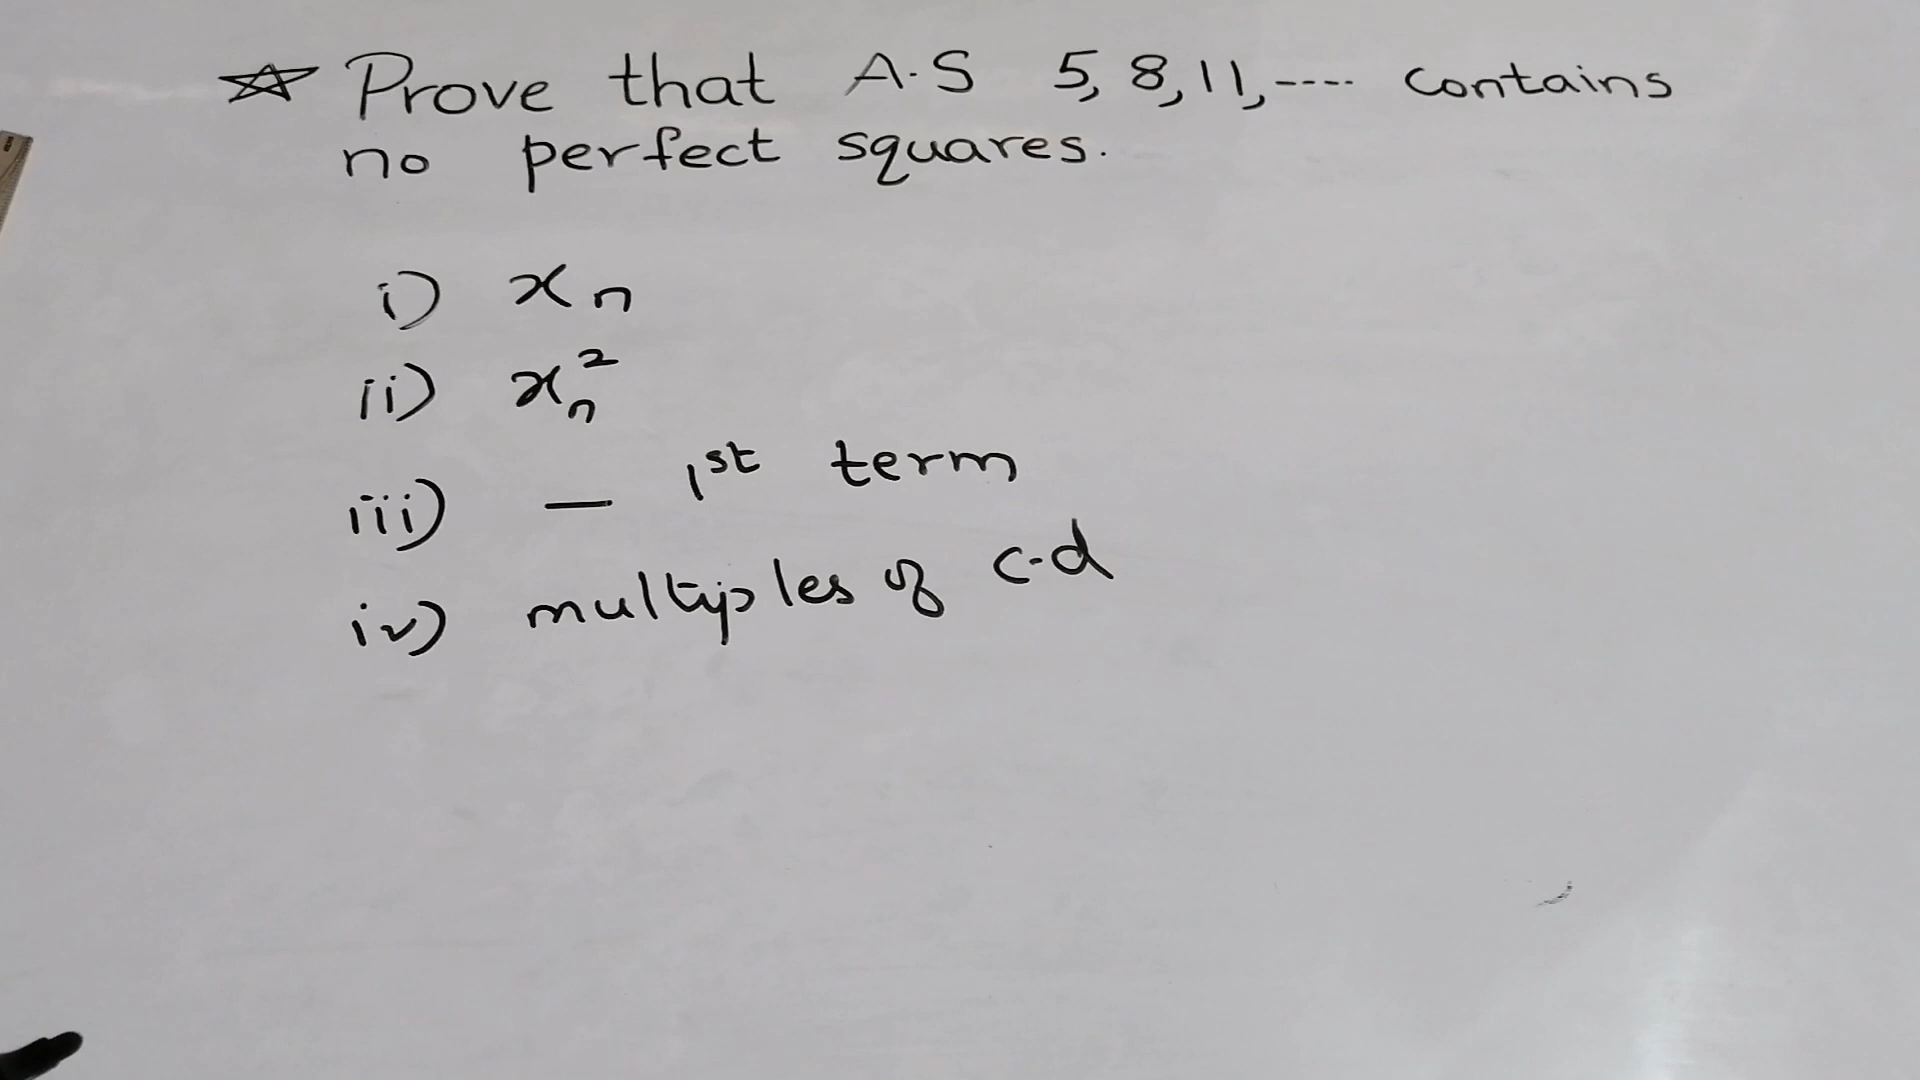 ☆ Prove that A.S 5, 8, 11, ---- contains
no perfect squares.
i) xₙ
ii) xₙ²
iii) — 1st term
iv) multiples of c.d